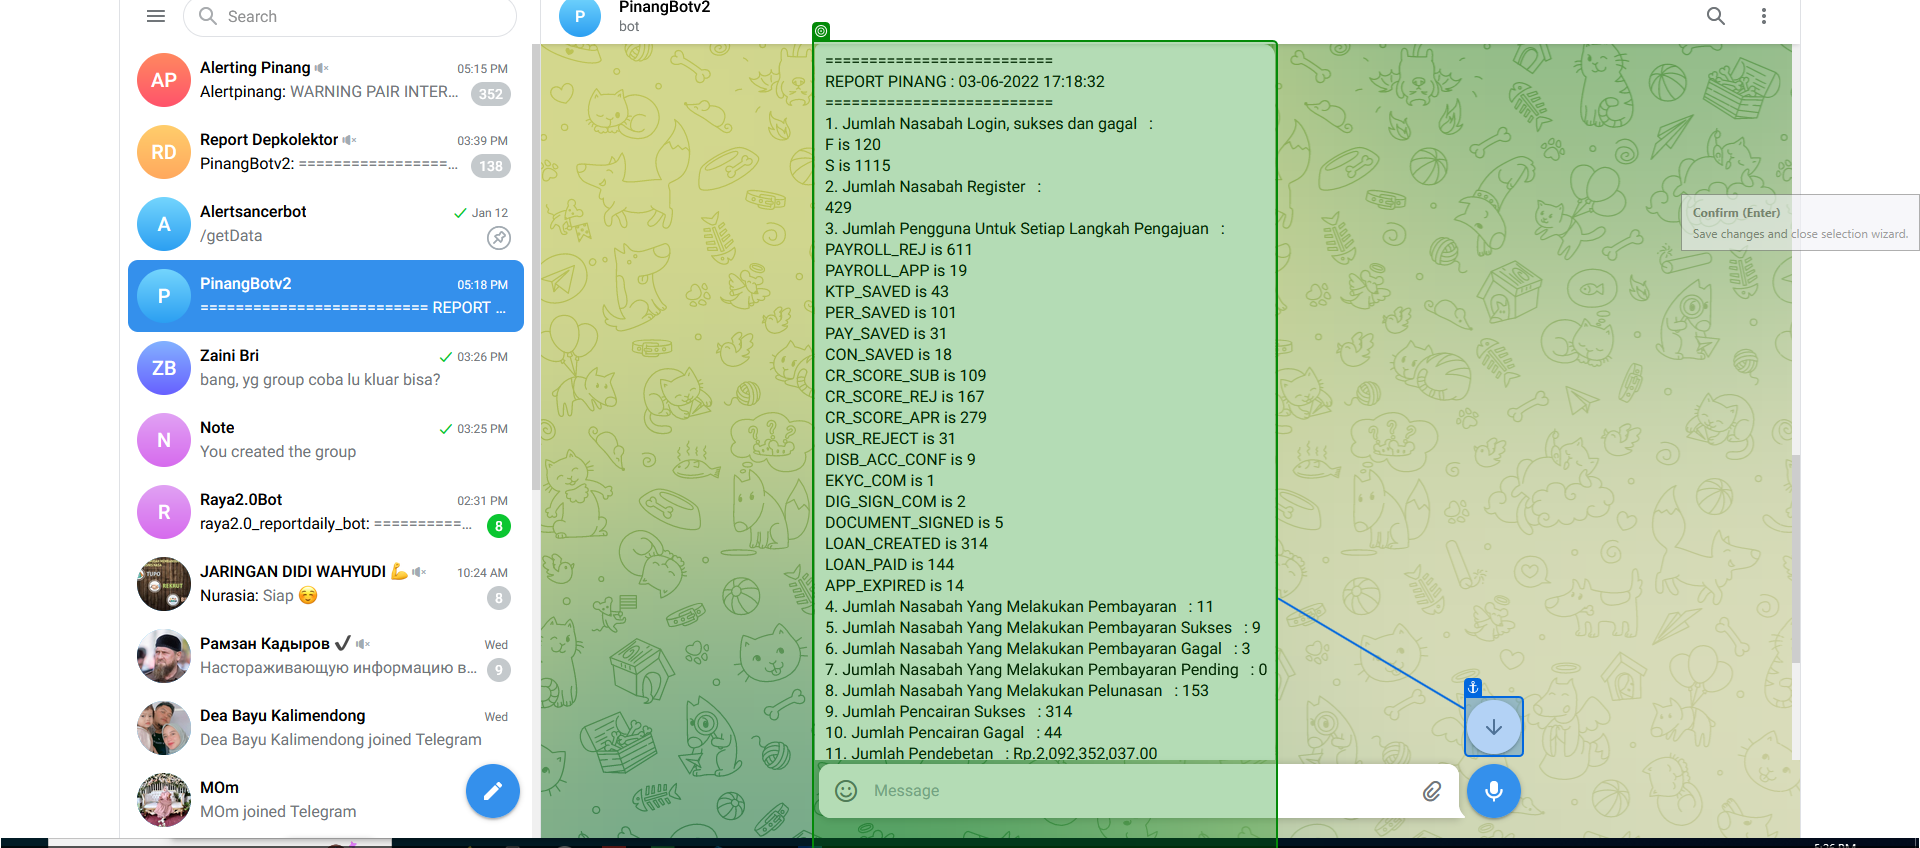 Search
Alerting Pinang
05:15 PM
Alertpinang: WARNING PAIR INTER...
352
AP
Report Depkolektor
03:39 PM
PinangBotv2: =================...
138
RD
Alertsancerbot
Jan 12
/getData
A
PinangBotv2
05:18 PM
========================== REPORT ...
P
Zaini Bri
03:26 PM
bang, yg group coba lu kluar bisa?
ZB
Note
03:25 PM
You created the group
N
Raya2.0Bot
02:31 PM
raya2.0_reportdaily_bot: ==========...
8
R
JARINGAN DIDI WAHYUDI 💪
10:24 AM
Nurasia: Siap ☺️
8
Рамзан Кадыров ✔
Wed
Настораживающую информацию в...
9
Dea Bayu Kalimendong
Wed
Dea Bayu Kalimendong joined Telegram
MOm
MOm joined Telegram
P
PinangBotv2
bot
==========================
REPORT PINANG : 03-06-2022 17:18:32
==========================
1. Jumlah Nasabah Login, sukses dan gagal :
F is 120
S is 1115
2. Jumlah Nasabah Register :
429
3. Jumlah Pengguna Untuk Setiap Langkah Pengajuan :
PAYROLL_REJ is 611
PAYROLL_APP is 19
KTP_SAVED is 43
PER_SAVED is 101
PAY_SAVED is 31
CON_SAVED is 18
CR_SCORE_SUB is 109
CR_SCORE_REJ is 167
CR_SCORE_APR is 279
USR_REJECT is 31
DISB_ACC_CONF is 9
EKYC_COM is 1
DIG_SIGN_COM is 2
DOCUMENT_SIGNED is 5
LOAN_CREATED is 314
LOAN_PAID is 144
APP_EXPIRED is 14
4. Jumlah Nasabah Yang Melakukan Pembayaran : 11
5. Jumlah Nasabah Yang Melakukan Pembayaran Sukses : 9
6. Jumlah Nasabah Yang Melakukan Pembayaran Gagal : 3
7. Jumlah Nasabah Yang Melakukan Pembayaran Pending : 0
8. Jumlah Nasabah Yang Melakukan Pelunasan : 153
9. Jumlah Pencairan Sukses : 314
10. Jumlah Pencairan Gagal : 44
11. Jumlah Pendebetan : Rp.2,092,352,037.00
Message
Confirm (Enter)
Save changes and close selection wizard.